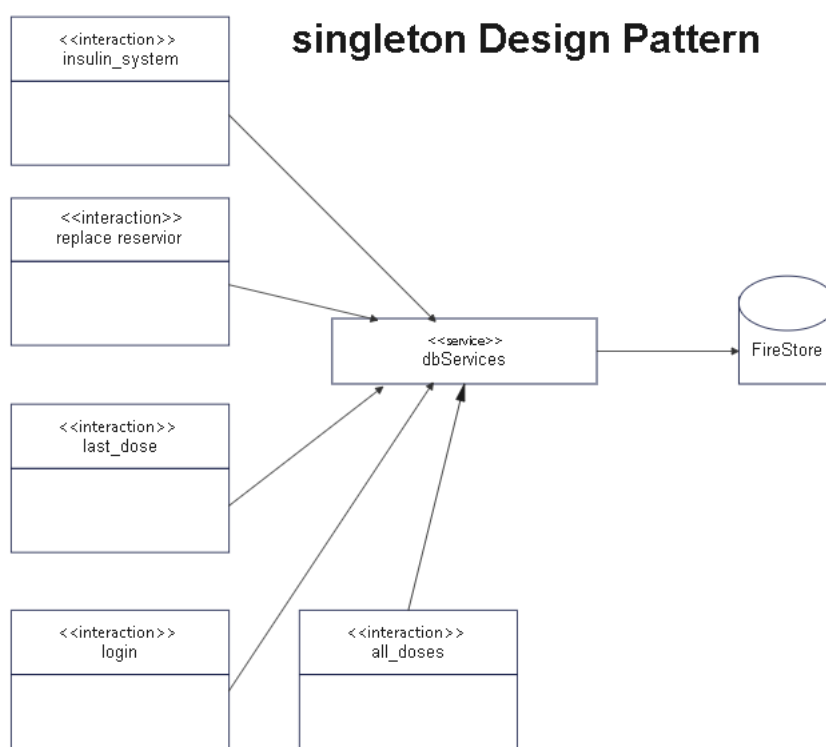 singleton Design Pattern
<<interaction>>
insulin_system
<<interaction>>
replace reservior
<<service>>
dbServices
FireStore
<<interaction>>
last_dose
<<interaction>>
login
<<interaction>>
all_doses